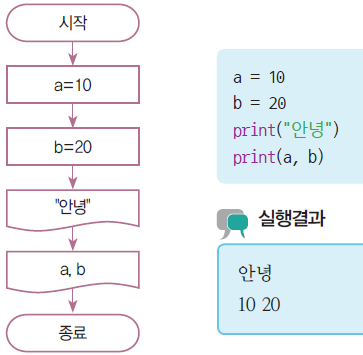 시작
a=10
b=20
"안녕"
a, b
종료
a = 10
b = 20
print("안녕")
print(a, b)
실행결과
안녕
10 20